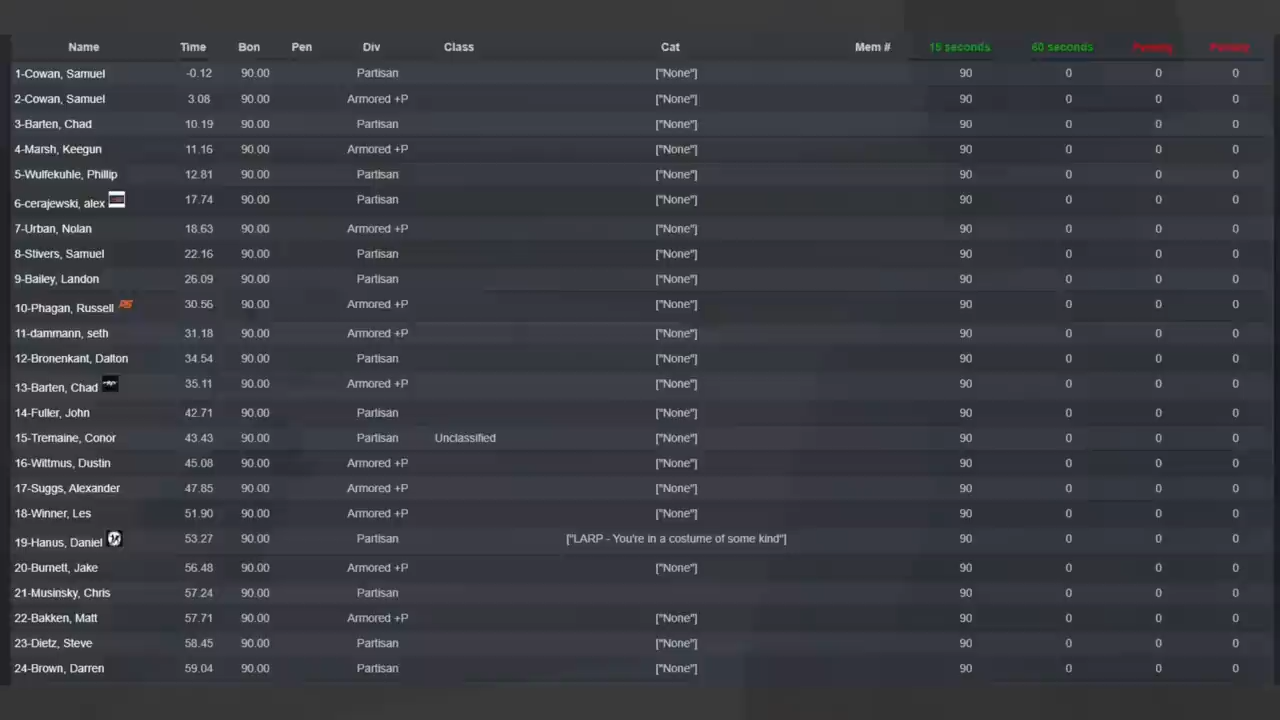 Name Time Bon Pen Div Class Cat Mem # 15 seconds 60 seconds Penalty Penalty
1-Cowan, Samuel -0.12 90.00 Partisan ["None"] 90 0 0 0
2-Cowan, Samuel 3.08 90.00 Armored +P ["None"] 90 0 0 0
3-Barten, Chad 10.19 90.00 Partisan ["None"] 90 0 0 0
4-Marsh, Keegun 11.16 90.00 Armored +P ["None"] 90 0 0 0
5-Wulfekuhle, Phillip 12.81 90.00 Partisan ["None"] 90 0 0 0
6-cerajewski, alex 17.74 90.00 Partisan ["None"] 90 0 0 0
7-Urban, Nolan 18.63 90.00 Armored +P ["None"] 90 0 0 0
8-Stivers, Samuel 22.16 90.00 Partisan ["None"] 90 0 0 0
9-Bailey, Landon 26.09 90.00 Partisan ["None"] 90 0 0 0
10-Phagan, Russell 30.56 90.00 Armored +P ["None"] 90 0 0 0
11-dammann, seth 31.18 90.00 Armored +P ["None"] 90 0 0 0
12-Bronenkant, Dalton 34.54 90.00 Partisan ["None"] 90 0 0 0
13-Barten, Chad 35.11 90.00 Armored +P ["None"] 90 0 0 0
14-Fuller, John 42.71 90.00 Partisan ["None"] 90 0 0 0
15-Tremaine, Conor 43.43 90.00 Partisan Unclassified ["None"] 90 0 0 0
16-Wittmus, Dustin 45.08 90.00 Armored +P ["None"] 90 0 0 0
17-Suggs, Alexander 47.85 90.00 Armored +P ["None"] 90 0 0 0
18-Winner, Les 51.90 90.00 Armored +P ["None"] 90 0 0 0
19-Hanus, Daniel 53.27 90.00 Partisan ["LARP - You're in a costume of some kind"] 90 0 0 0
20-Burnett, Jake 56.48 90.00 Armored +P ["None"] 90 0 0 0
21-Musinsky, Chris 57.24 90.00 Partisan 90 0 0 0
22-Bakken, Matt 57.71 90.00 Armored +P ["None"] 90 0 0 0
23-Dietz, Steve 58.45 90.00 Partisan ["None"] 90 0 0 0
24-Brown, Darren 59.04 90.00 Partisan ["None"] 90 0 0 0